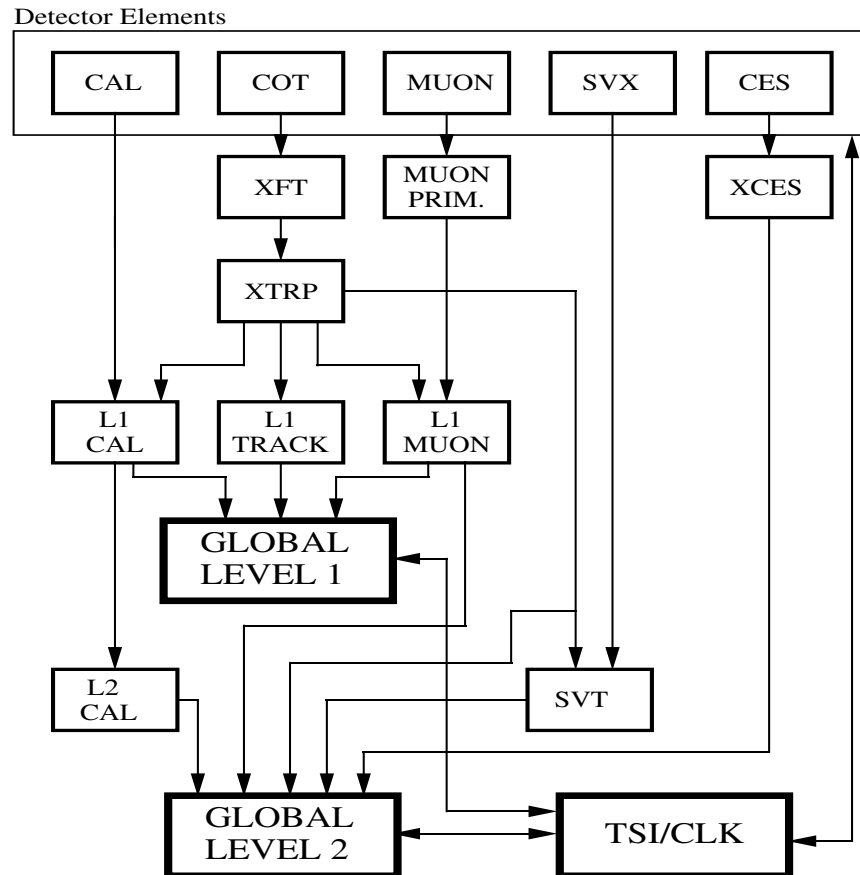 Detector Elements
CAL
COT
MUON
SVX
CES
XFT
MUON
PRIM.
XCES
XTRP
L1
CAL
L1
TRACK
L1
MUON
GLOBAL
LEVEL 1
L2
CAL
SVT
GLOBAL
LEVEL 2
TSI/CLK